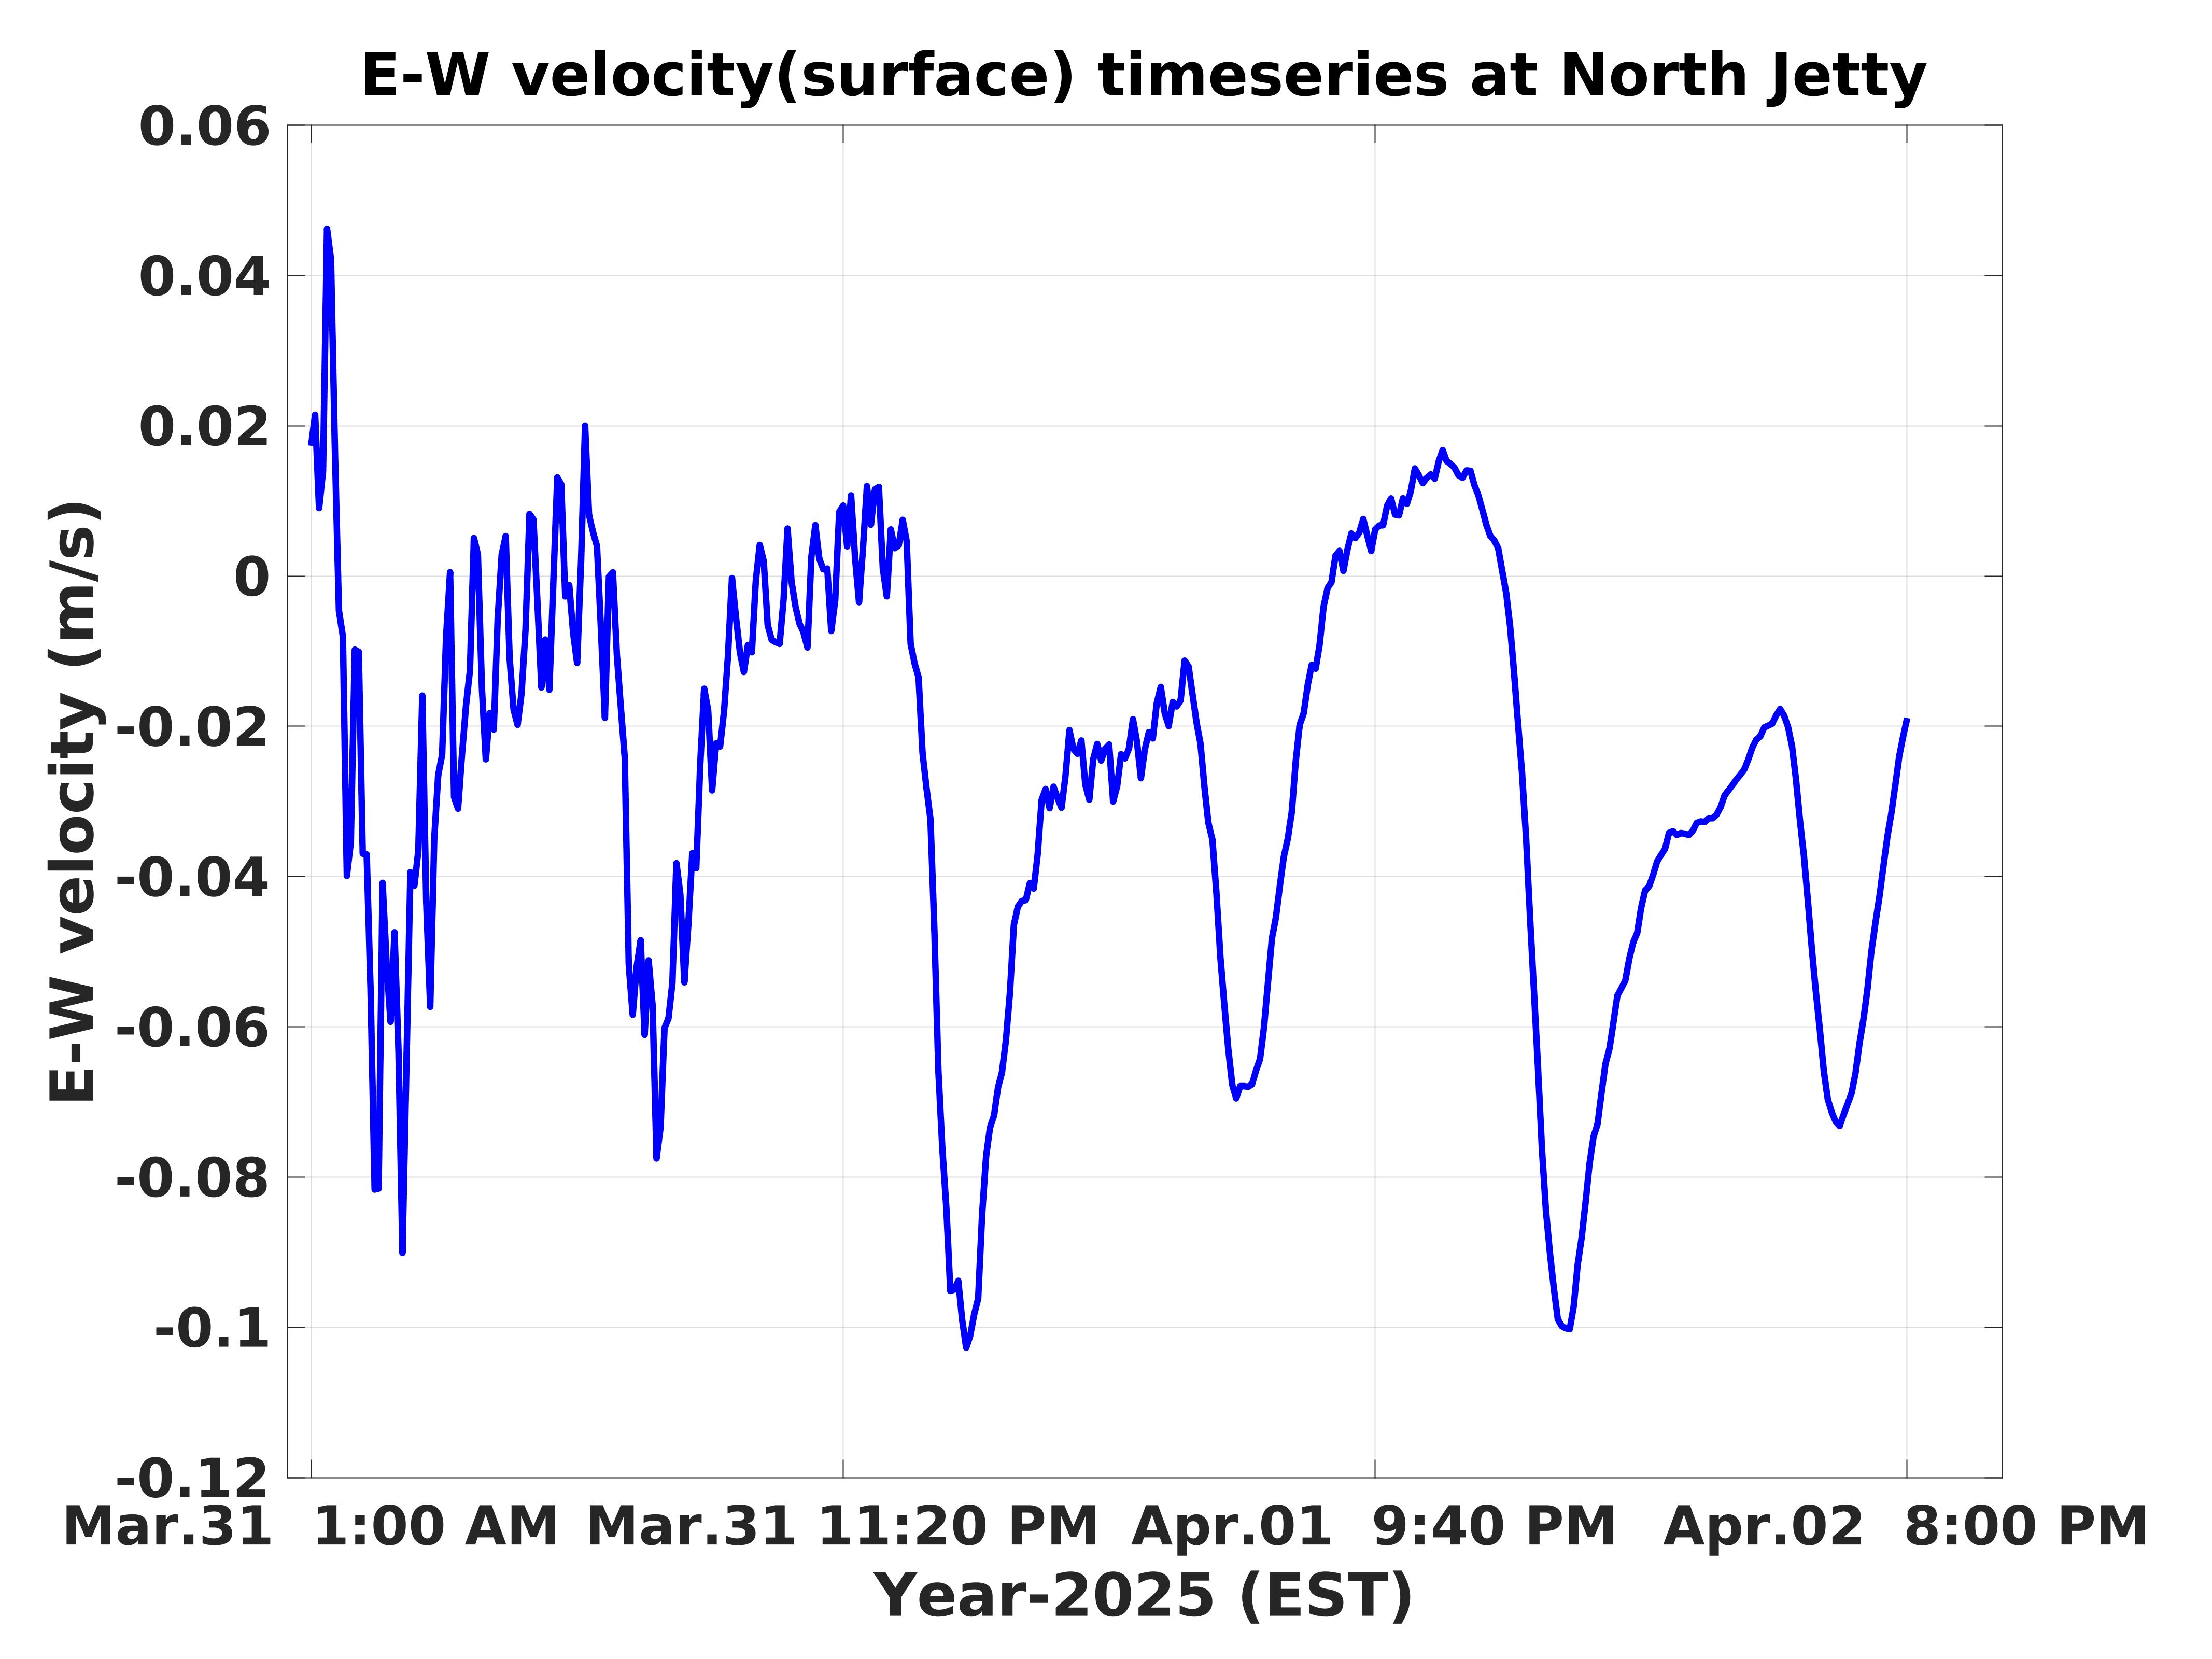 E-W velocity(surface) timeseries at North Jetty
0.06
0.04
0.02
0
-0.02
-0.04
-0.06
-0.08
-0.1
-0.12
E-W velocity (m/s)
Mar.31 1:00 AM Mar.31 11:20 PM Apr.01 9:40 PM Apr.02 8:00 PM
Year-2025 (EST)